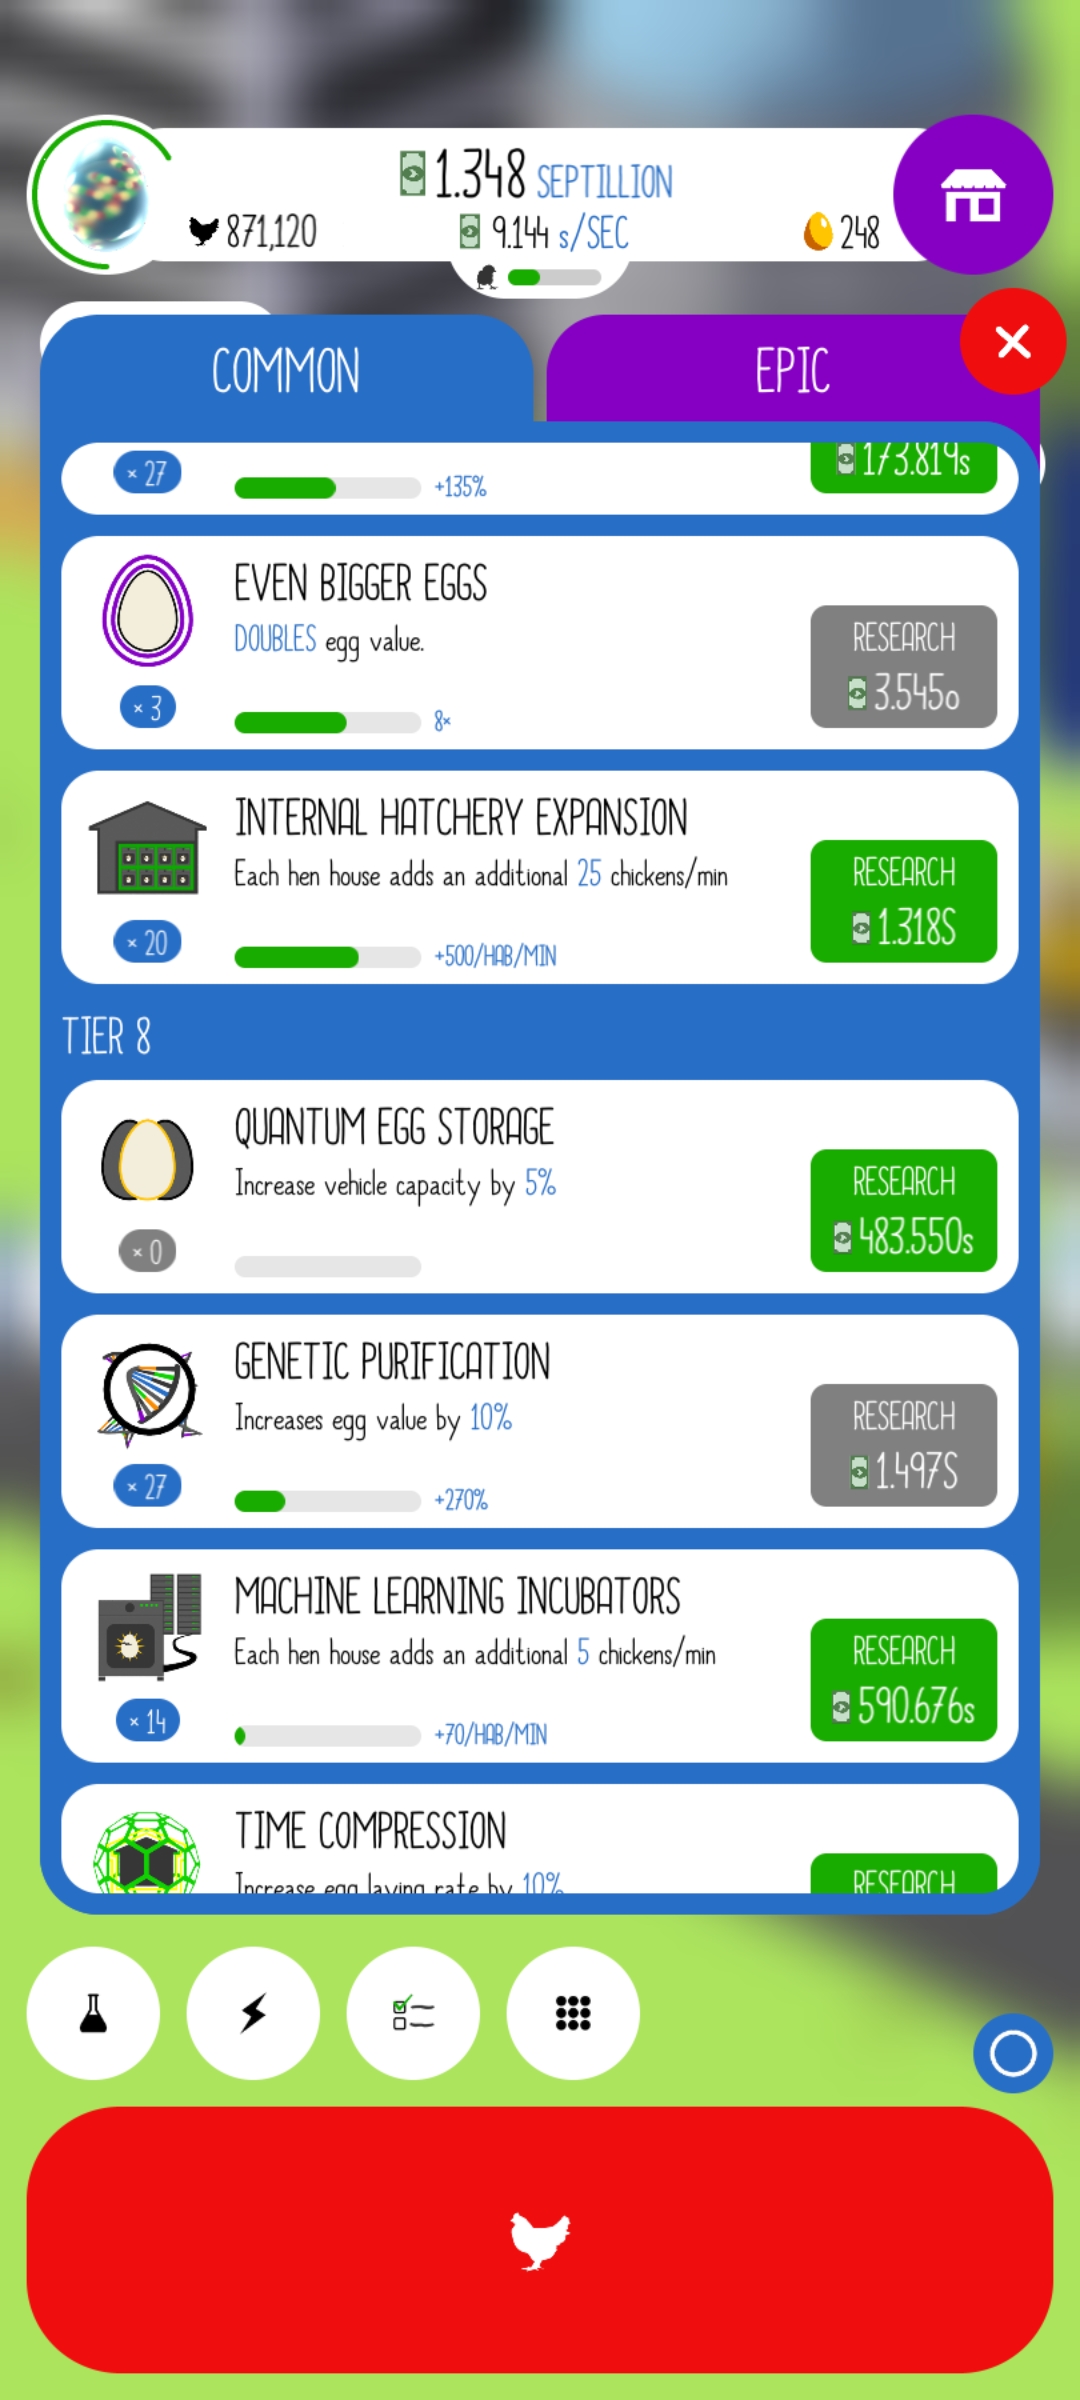 1.348 SEPTILLION
871,120
9.144 s/SEC
248
COMMON
EPIC
× 27
+135%
173.819s
EVEN BIGGER EGGS
DOUBLES egg value.
× 3
8×
RESEARCH
3.545o
INTERNAL HATCHERY EXPANSION
Each hen house adds an additional 25 chickens/min
× 20
+500/HAB/MIN
RESEARCH
1.318S
TIER 8
QUANTUM EGG STORAGE
Increase vehicle capacity by 5%
× 0
RESEARCH
483.550s
GENETIC PURIFICATION
Increases egg value by 10%
× 27
+270%
RESEARCH
1.497S
MACHINE LEARNING INCUBATORS
Each hen house adds an additional 5 chickens/min
× 14
+70/HAB/MIN
RESEARCH
590.676s
TIME COMPRESSION
Increase egg laying rate by 10%
RESEARCH